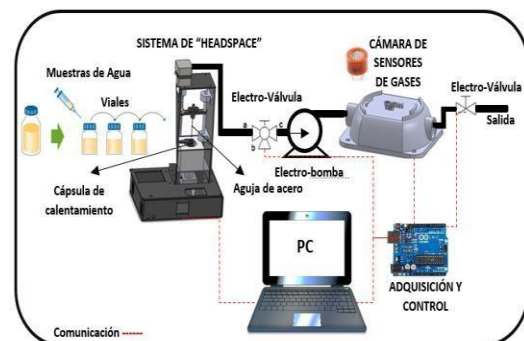 SISTEMA DE “HEADSPACE”
CÁMARA DE
SENSORES
DE GASES
Muestras de Agua
Viales
Electro-Válvula
Electro-Válvula
Salida
a
b
c
Cápsula de
calentamiento
Aguja de acero
Electro-bomba
PC
ADQUISICIÓN Y
CONTROL
Comunicación ------